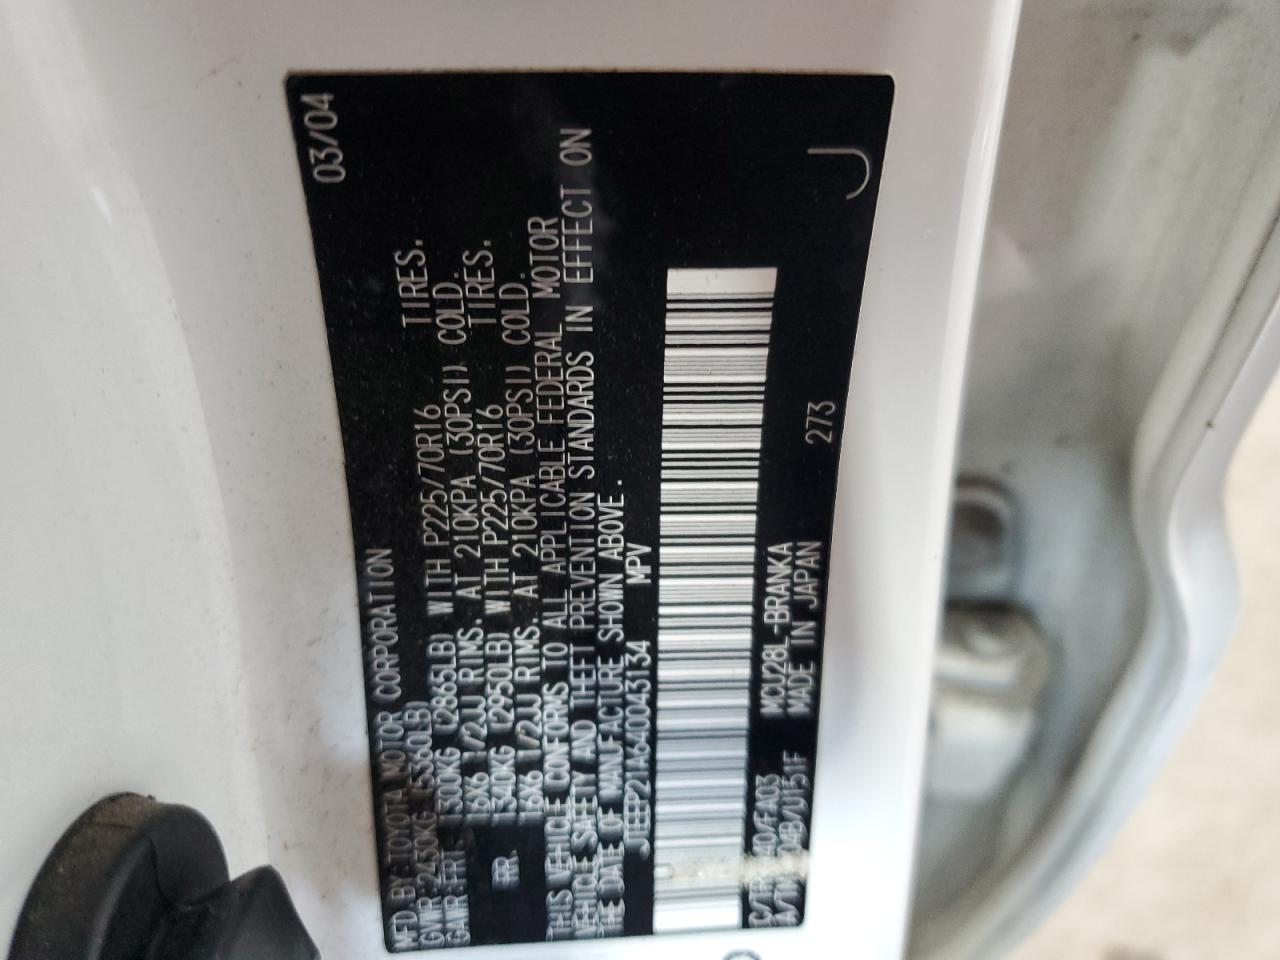 MFD BY:TOYOTA MOTOR CORPORATION 03/04
GVWR:2430KG (5360LB)
GAWR:FRT 1300KG (2865LB) WITH P225/70R16 TIRES.
16X6 1/2JJ RIMS. AT 210KPA (30PSI) COLD.
RR 1340KG (2950LB) WITH P225/70R16 TIRES.
16X6 1/2JJ RIMS. AT 210KPA (30PSI) COLD.
THIS VEHICLE CONFORMS TO ALL APPLICABLE FEDERAL MOTOR
VEHICLE SAFETY AND THEFT PREVENTION STANDARDS IN EFFECT ON
THE DATE OF MANUFACTURE SHOWN ABOVE.
JTEEP21A640043134 MPV
MCU28L-BRANKA
MADE IN JAPAN 273
J